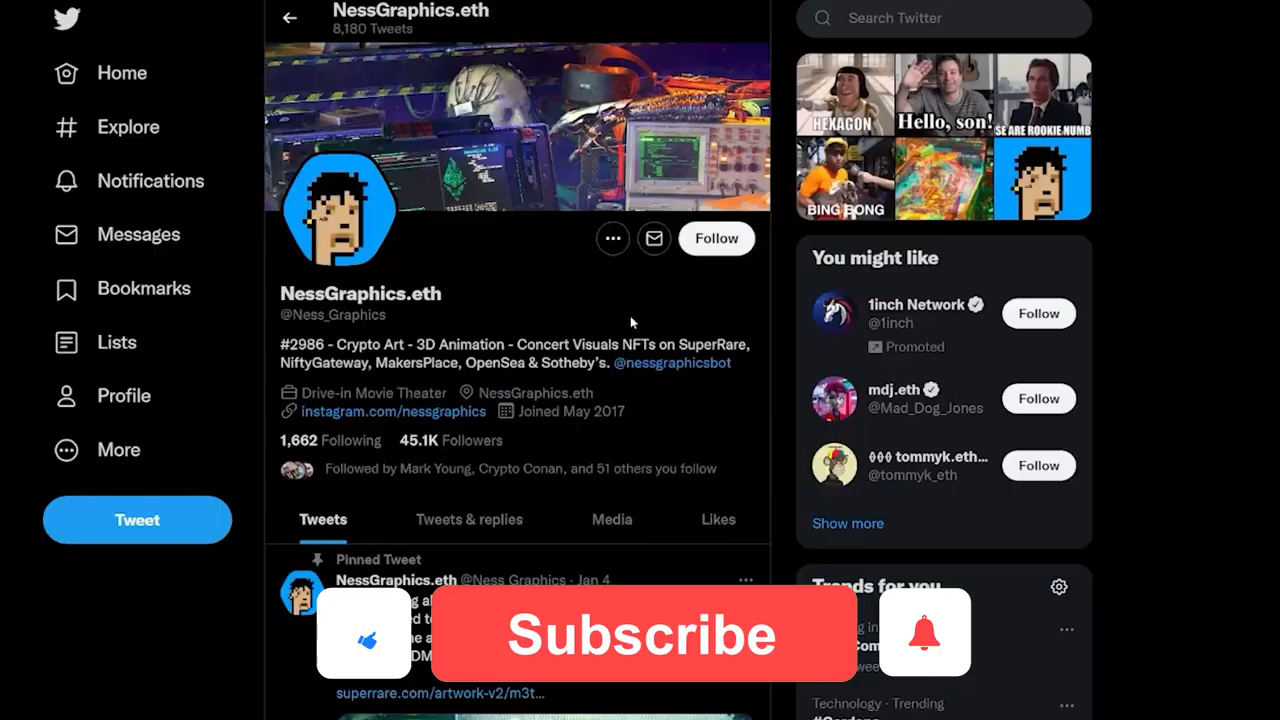 NessGraphics.eth
8,180 Tweets
Search Twitter
Home
Explore
Notifications
Messages
Bookmarks
Lists
Profile
More
Tweet
HEXAGON
Hello, son!
SE ARE ROOKIE NUMB
BING BONG
Follow
NessGraphics.eth
@Ness_Graphics
#2986 - Crypto Art - 3D Animation - Concert Visuals NFTs on SuperRare,
NiftyGateway, MakersPlace, OpenSea & Sotheby's. @nessgraphicsbot
Drive-in Movie Theater NessGraphics.eth
instagram.com/nessgraphics Joined May 2017
1,662 Following 45.1K Followers
Followed by Mark Young, Crypto Conan, and 51 others you follow
Tweets Tweets & replies Media Likes
Pinned Tweet
NessGraphics.eth @Ness_Graphics · Jan 4
superrare.com/artwork-v2/m3t...
Subscribe
You might like
1inch Network
@1inch
Promoted
Follow
mdj.eth
@Mad_Dog_Jones
Follow
tommyk.eth...
@tommy_eth
Follow
Show more
Trends for you
Technology · Trending